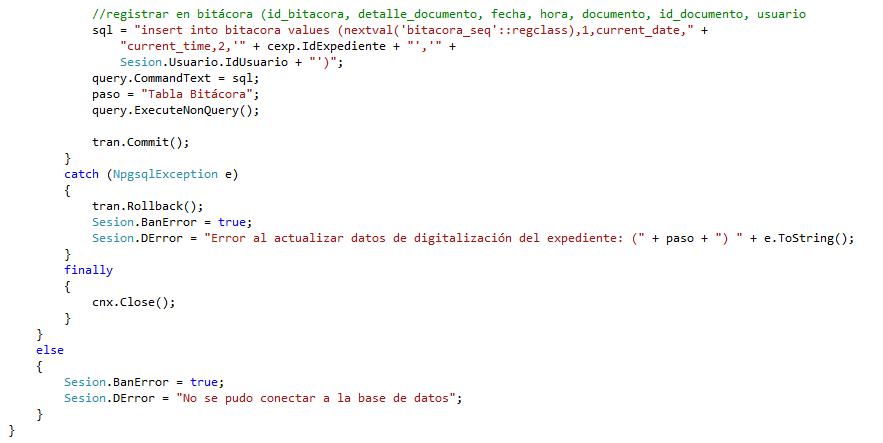 //registrar en bitácora (id_bitacora, detalle_documento, fecha, hora, documento, id_documento, usuario
sql = "insert into bitacora values (nextval('bitacora_seq'::regclass),1,current_date," +
"current_time,2,'" + cexp.IdExpediente + "','" +
Sesion.Usuario.IdUsuario + "')";
query.CommandText = sql;
paso = "Tabla Bitácora";
query.ExecuteNonQuery();
tran.Commit();
}
catch (NpgsqlException e)
{
tran.Rollback();
Sesion.BanError = true;
Sesion.DError = "Error al actualizar datos de digitalización del expediente: (" + paso + ") " + e.ToString();
}
finally
{
cnx.Close();
}
}
else
{
Sesion.BanError = true;
Sesion.DError = "No se pudo conectar a la base de datos";
}
}